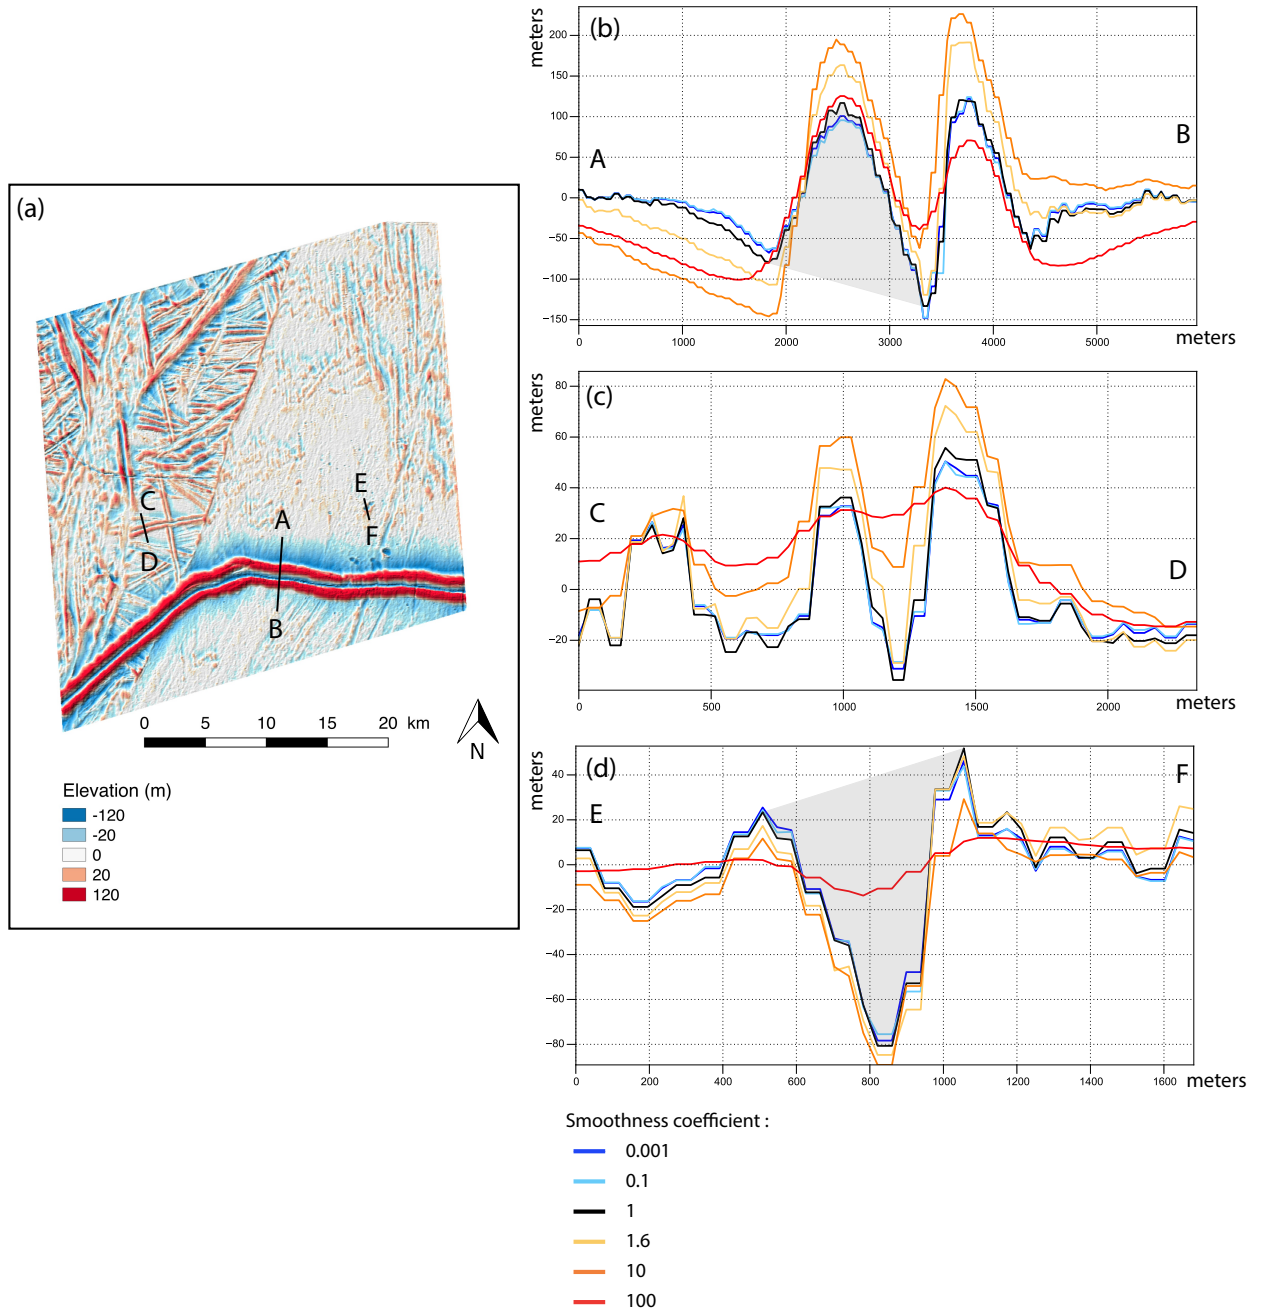 (a)
C
D
A
B
E
F
0 5 10 15 20 km
N
Elevation (m)
-120
-20
0
20
120
meters
(b)
A
B
200
150
100
50
0
−50
−100
−150
0 1000 2000 3000 4000 5000
meters
meters
(c)
C
D
80
60
40
20
0
−20
0 500 1000 1500 2000
meters
meters
(d)
E
F
40
20
0
−20
−40
−60
−80
0 200 400 600 800 1000 1200 1400 1600
meters
Smoothness coefficient :
0.001
0.1
1
1.6
10
100